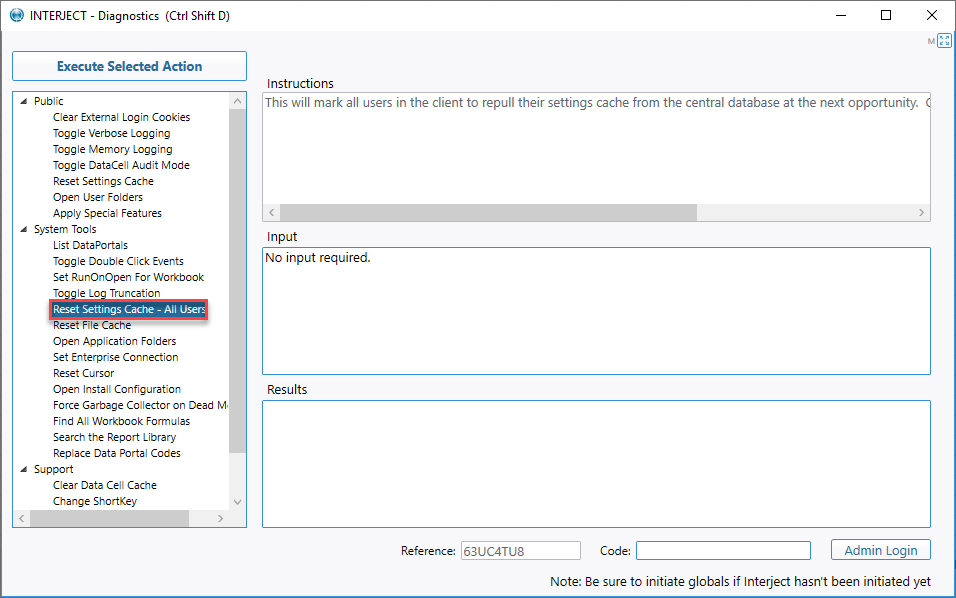 INTERJECT - Diagnostics (Ctrl Shift D)
M
Execute Selected Action
Public
Clear External Login Cookies
Toggle Verbose Logging
Toggle Memory Logging
Toggle DataCell Audit Mode
Reset Settings Cache
Open User Folders
Apply Special Features
System Tools
List DataPortals
Toggle Double Click Events
Set RunOnOpen For Workbook
Toggle Log Truncation
Reset Settings Cache - All Users
Reset File Cache
Open Application Folders
Set Enterprise Connection
Reset Cursor
Open Install Configuration
Force Garbage Collector on Dead M
Find All Workbook Formulas
Search the Report Library
Replace Data Portal Codes
Support
Clear Data Cell Cache
Change ShortKey
Instructions
This will mark all users in the client to repull their settings cache from the central database at the next opportunity.
Input
No input required.
Results
Reference: 63UC4TU8 Code: Admin Login
Note: Be sure to initiate globals if Interject hasn't been initiated yet